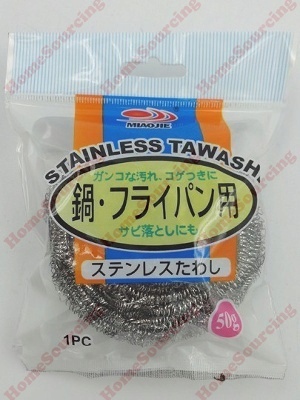 MIAOJIE
STAINLESS TAWASHI
ガンコな汚れ、コゲつきに
鍋・フライパン用
サビ落としにも
ステンレスたわし
50g
1PC
HomeSourcing